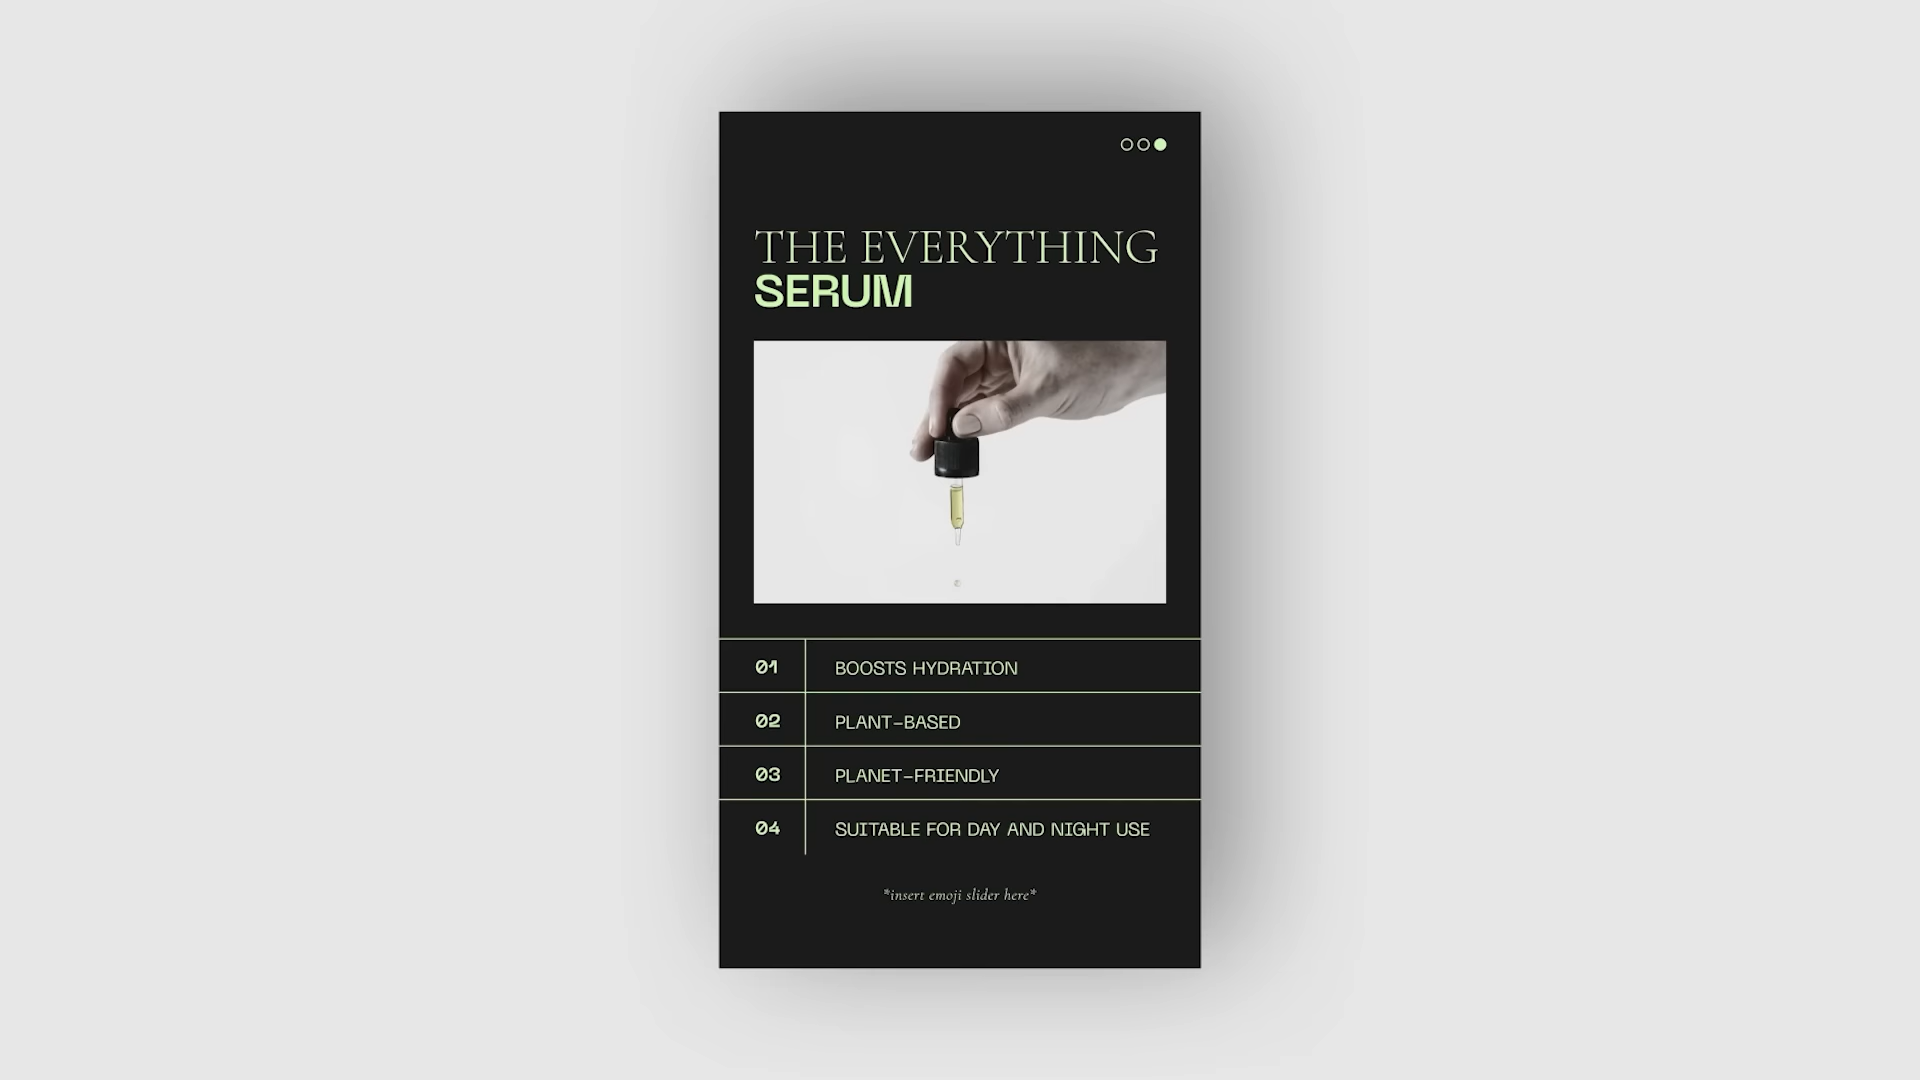 THE EVERYTHING
SERUM
01 BOOSTS HYDRATION
02 PLANT-BASED
03 PLANET-FRIENDLY
04 SUITABLE FOR DAY AND NIGHT USE
*insert emoji slider here*